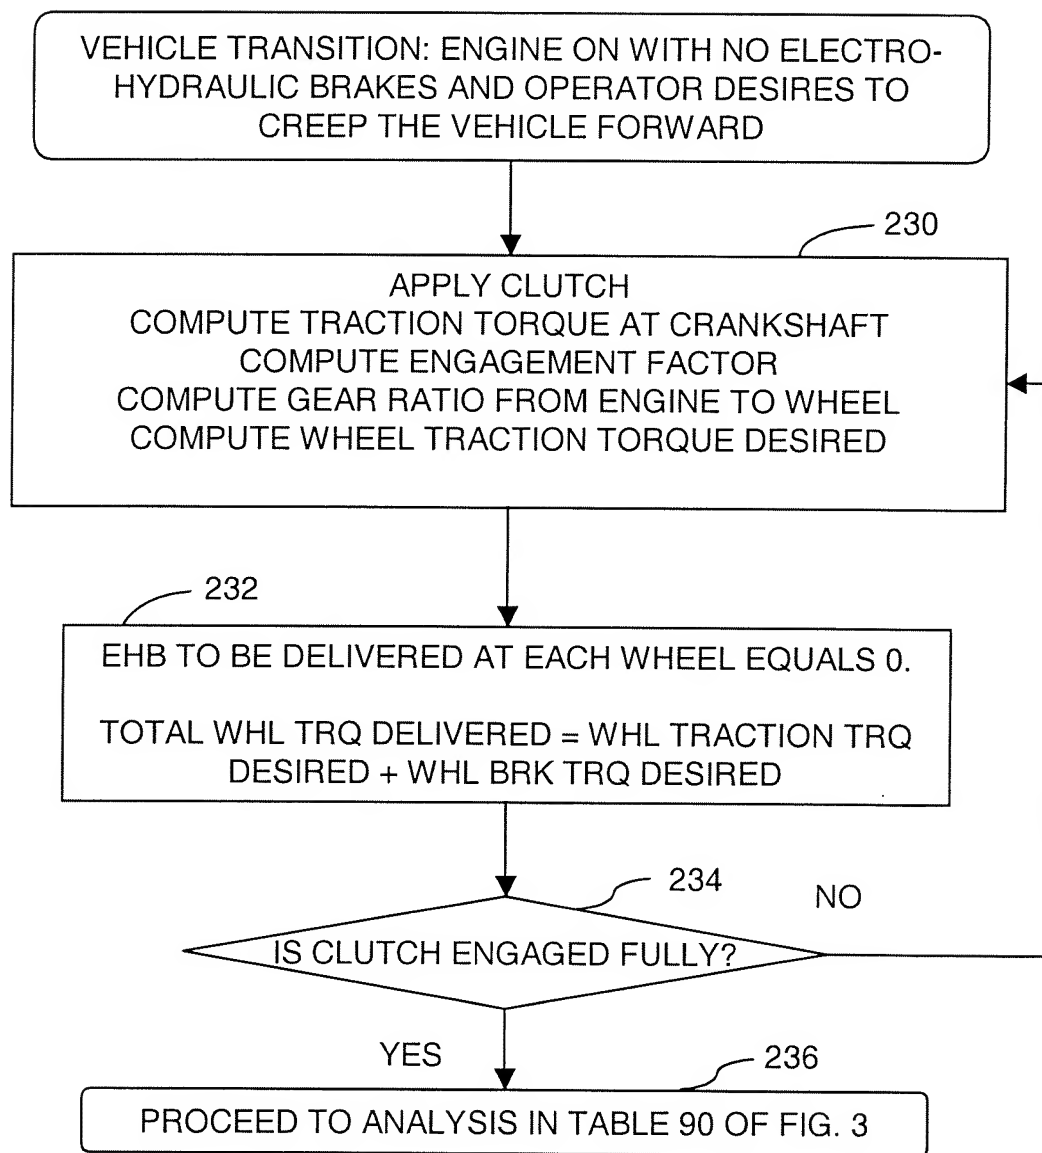 VEHICLE TRANSITION: ENGINE ON WITH NO ELECTRO-
HYDRAULIC BRAKES AND OPERATOR DESIRES TO
CREEP THE VEHICLE FORWARD
230
APPLY CLUTCH
COMPUTE TRACTION TORQUE AT CRANKSHAFT
COMPUTE ENGAGEMENT FACTOR
COMPUTE GEAR RATIO FROM ENGINE TO WHEEL
COMPUTE WHEEL TRACTION TORQUE DESIRED
232
EHB TO BE DELIVERED AT EACH WHEEL EQUALS 0.
TOTAL WHL TRQ DELIVERED = WHL TRACTION TRQ
DESIRED + WHL BRK TRQ DESIRED
234
NO
IS CLUTCH ENGAGED FULLY?
YES
236
PROCEED TO ANALYSIS IN TABLE 90 OF FIG. 3